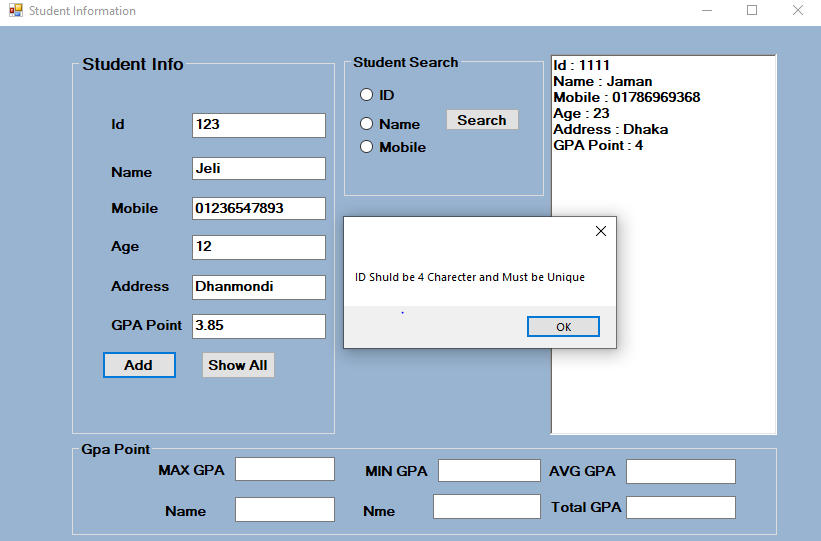 Student Information
Student Info
Id 123
Name Jeli
Mobile 01236547893
Age 12
Address Dhanmondi
GPA Point 3.85
Add Show All
Student Search
ID
Name
Mobile
Search
Id : 1111
Name : Jaman
Mobile : 01786969368
Age : 23
Address : Dhaka
GPA Point : 4
ID Shuld be 4 Charecter and Must be Unique
OK
Gpa Point
MAX GPA MIN GPA AVG GPA
Name Nme Total GPA